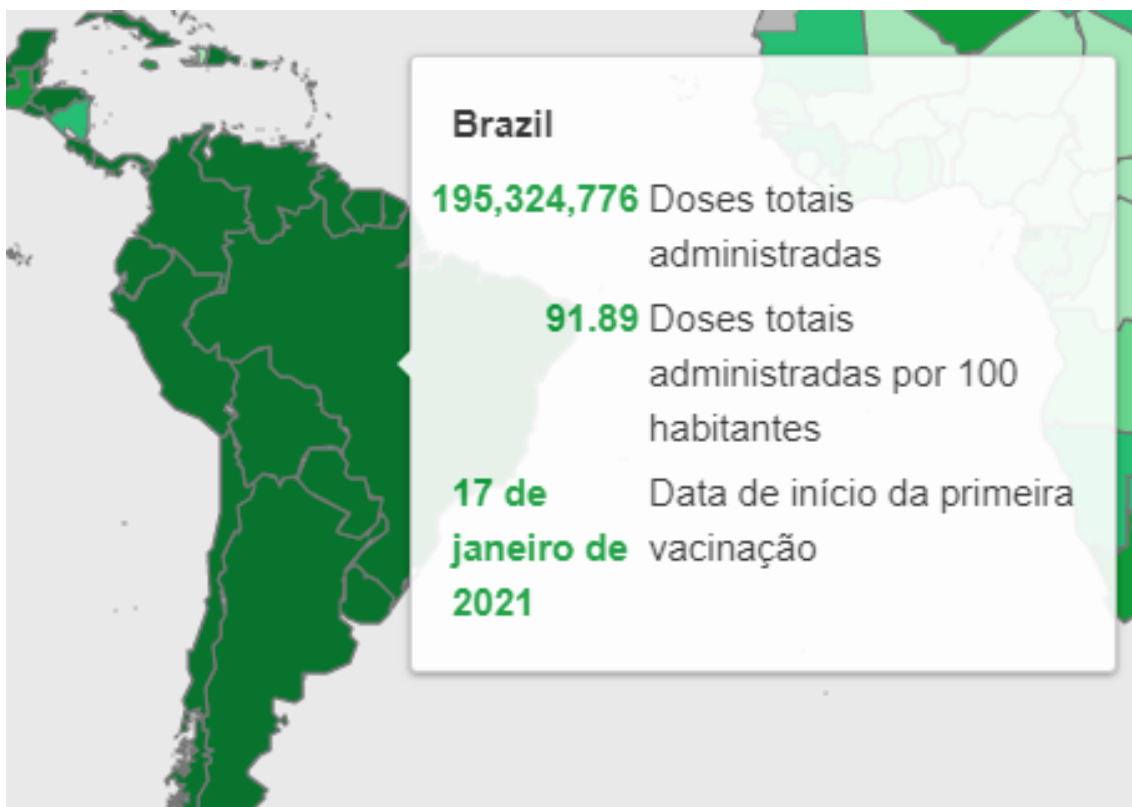 Brazil
195,324,776 Doses totais
administradas
91.89 Doses totais
administradas por 100
habitantes
17 de Data de início da primeira
janeiro de vacinação
2021